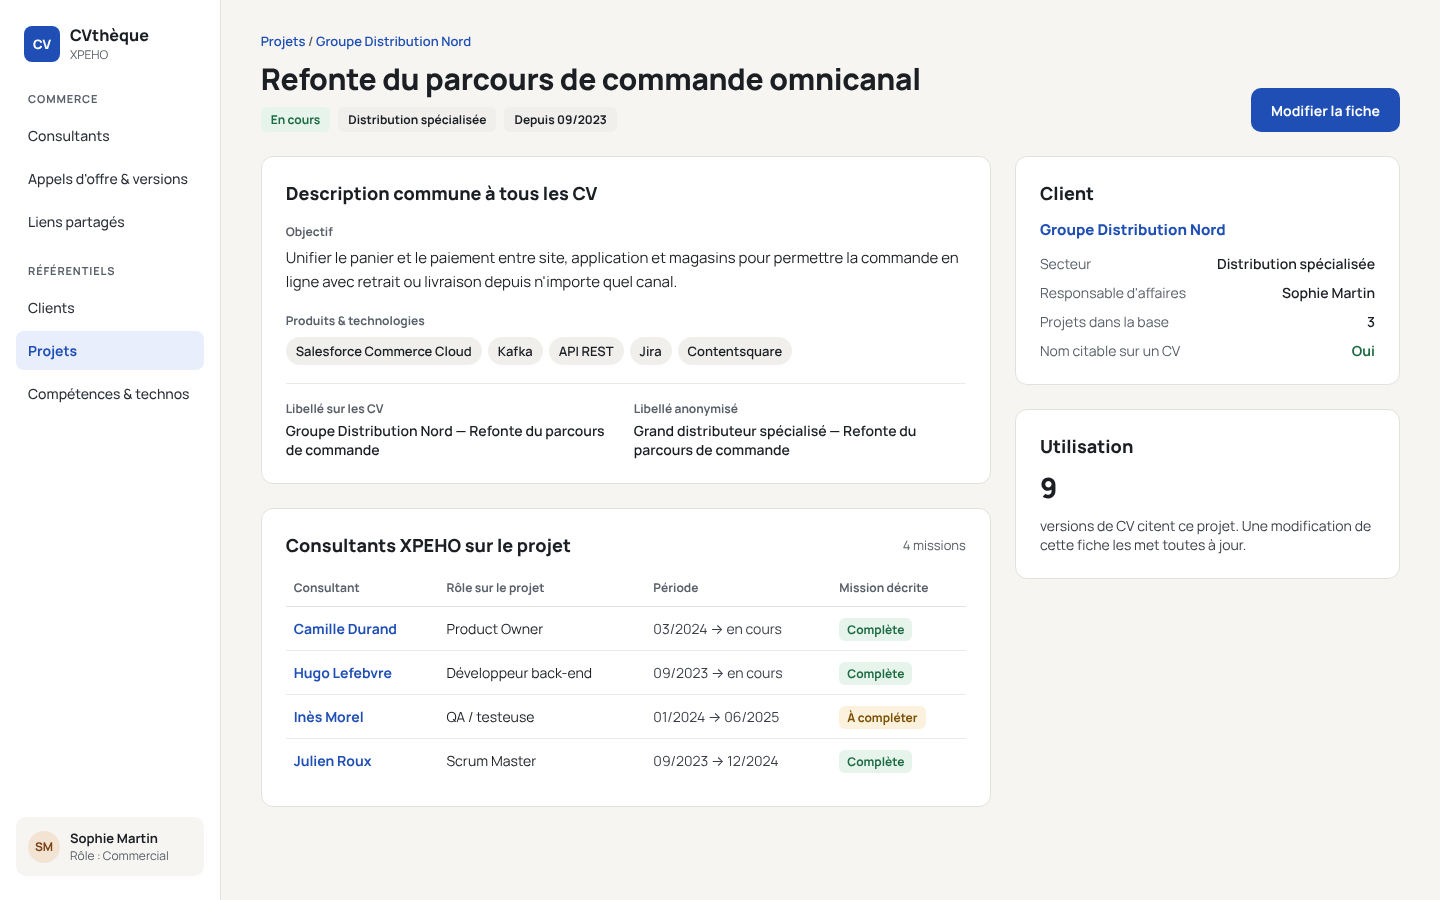 CV
CVthèque
XPEHO
COMMERCE
Consultants
Appels d'offre & versions
Liens partagés
RÉFÉRENTIELS
Clients
Projets
Compétences & technos
SM
Sophie Martin
Rôle : Commercial
Projets / Groupe Distribution Nord
Refonte du parcours de commande omnicanal
En cours
Distribution spécialisée
Depuis 09/2023
Modifier la fiche
Description commune à tous les CV
Objectif
Unifier le panier et le paiement entre site, application et magasins pour permettre la commande en
ligne avec retrait ou livraison depuis n'importe quel canal.
Produits & technologies
Salesforce Commerce Cloud
Kafka
API REST
Jira
Contentsquare
Libellé sur les CV
Groupe Distribution Nord — Refonte du parcours
de commande
Libellé anonymisé
Grand distributeur spécialisé — Refonte du
parcours de commande
Consultants XPEHO sur le projet
4 missions
Consultant Rôle sur le projet Période Mission décrite
Camille Durand Product Owner 03/2024 → en cours Complète
Hugo Lefebvre Développeur back-end 09/2023 → en cours Complète
Inès Morel QA / testeuse 01/2024 → 06/2025 À compléter
Julien Roux Scrum Master 09/2023 → 12/2024 Complète
Client
Groupe Distribution Nord
Secteur Distribution spécialisée
Responsable d'affaires Sophie Martin
Projets dans la base 3
Nom citable sur un CV Oui
Utilisation
9
versions de CV citent ce projet. Une modification de
cette fiche les met toutes à jour.